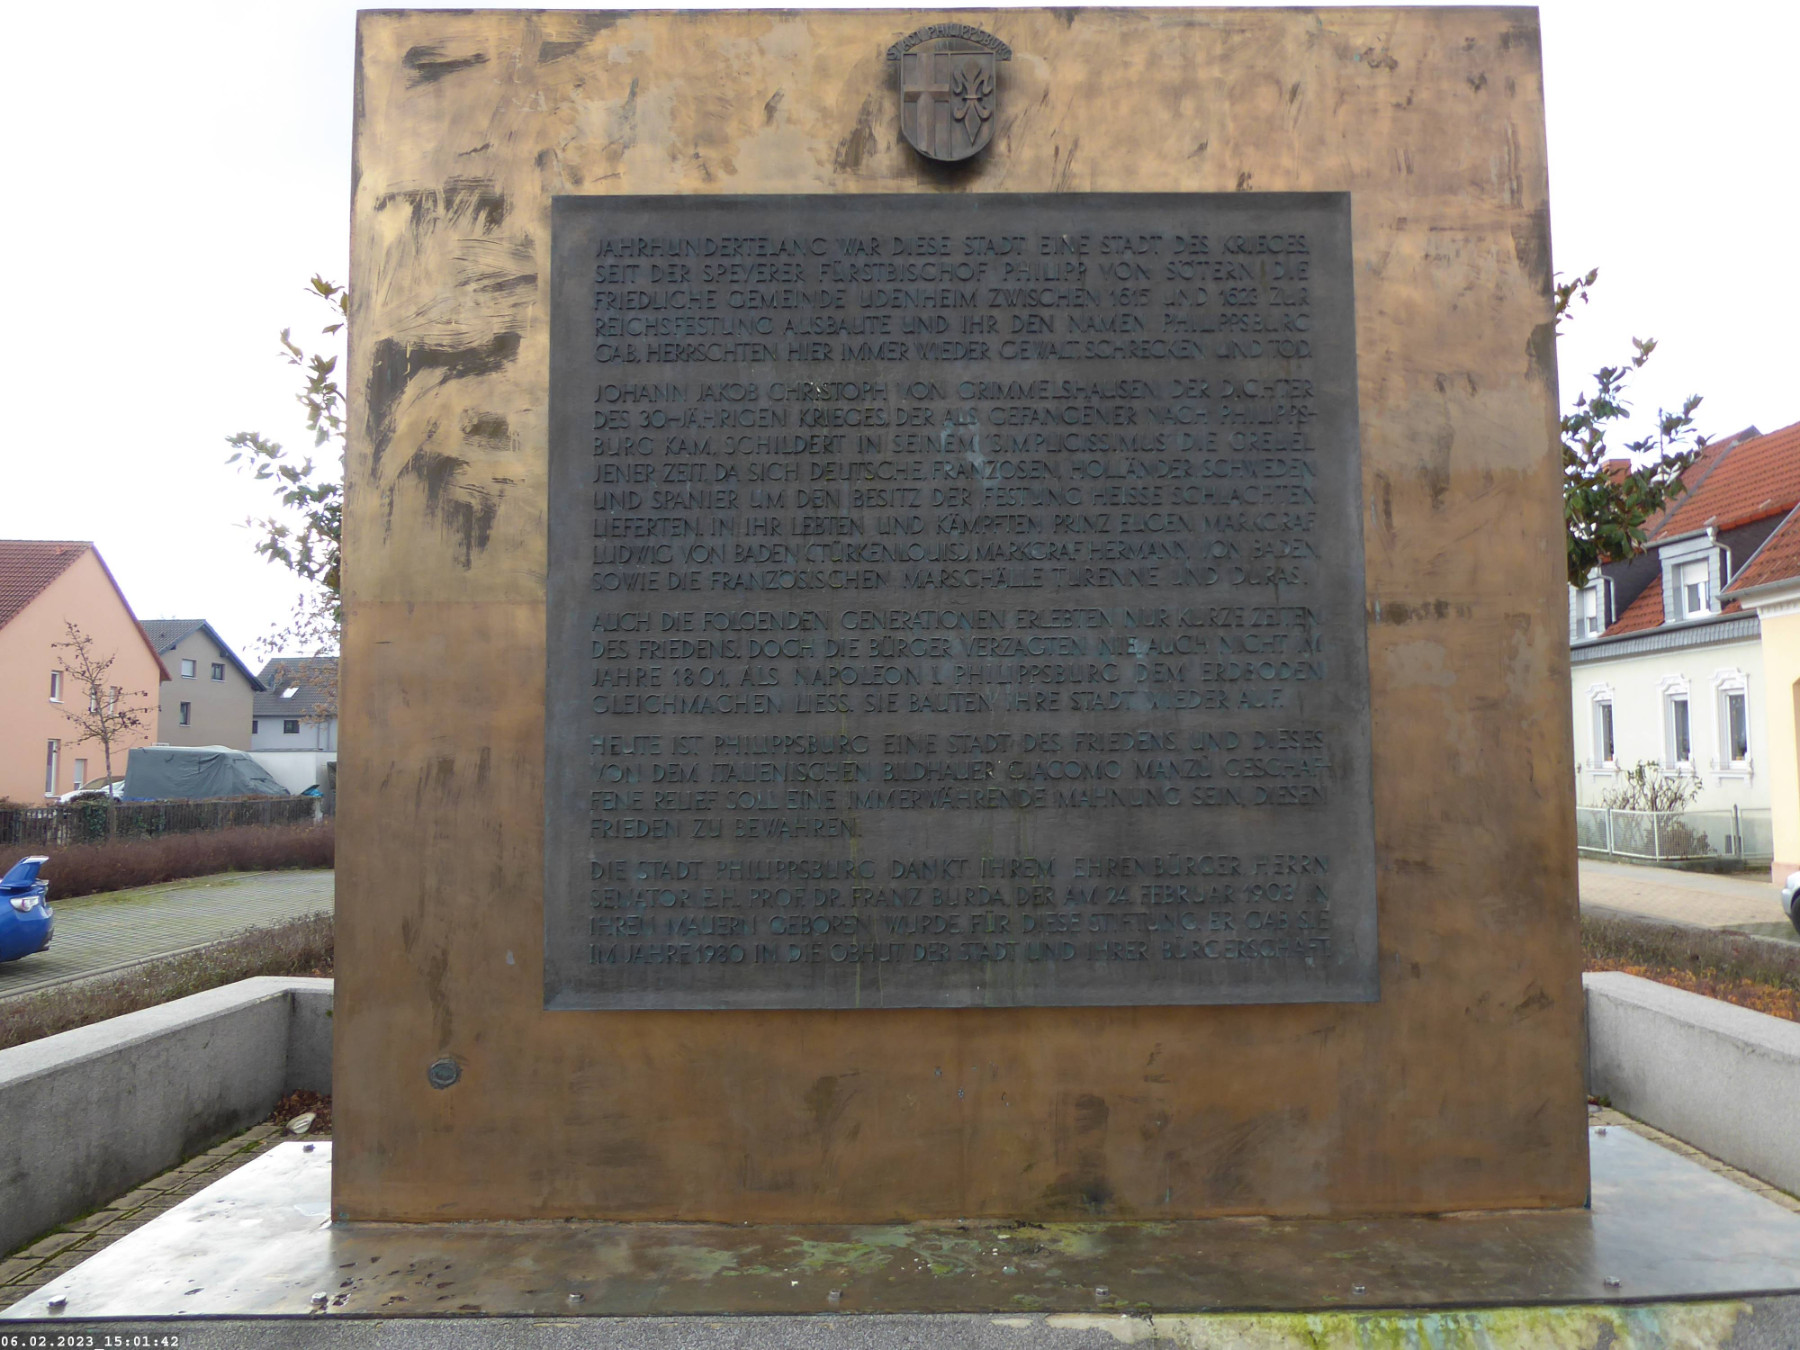 STADT PHILIPPSBURG
JAHRHUNDERTELANG WAR DIESE STADT EINE STADT DES KRIEGES.
SEIT DER SPEYERER FÜRSTBISCHOF PHILIPP VON SÖTERN DIE
FRIEDLICHE GEMEINDE UDENHEIM ZWISCHEN 1615 UND 1623 ZUR
REICHSFESTUNG AUSBAUTE UND IHR DEN NAMEN PHILIPPSBURG
GAB, HERRSCHTEN HIER IMMER WIEDER GEWALT, SCHRECKEN UND TOD.
JOHANN JAKOB CHRISTOPH VON GRIMMELSHAUSEN, DER DICHTER
DES 30-JÄHRIGEN KRIEGES, DER ALS GEFANGENER NACH PHILIPPS-
BURG KAM, SCHILDERT IN SEINEM 'SIMPLICISSIMUS' DIE GREUEL
JENER ZEIT, DA SICH DEUTSCHE, FRANZOSEN, HOLLÄNDER, SCHWEDEN
UND SPANIER UM DEN BESITZ DER FESTUNG HEISSE SCHLACHTEN
LIEFERTEN. IN IHR LEBTEN UND KÄMPFTEN PRINZ EUGEN, MARKGRAF
LUDWIG VON BADEN (TÜRKENLOUIS), MARKGRAF HERMANN VON BADEN
SOWIE DIE FRANZÖSISCHEN MARSCHÄLLE TURENNE UND DURAS.
AUCH DIE FOLGENDEN GENERATIONEN ERLEBTEN NUR KURZE ZEITEN
DES FRIEDENS. DOCH DIE BÜRGER VERZAGTEN NIE, AUCH NICHT IM
JAHRE 1801, ALS NAPOLEON I. PHILIPPSBURG DEM ERDBODEN
GLEICHMACHEN LIESS. SIE BAUTEN IHRE STADT WIEDER AUF.
HEUTE IST PHILIPPSBURG EINE STADT DES FRIEDENS, UND DIESES
VON DEM ITALIENISCHEN BILDHAUER GIACOMO MANZÙ GESCHAF-
FENE RELIEF SOLL EINE IMMERWÄHRENDE MAHNUNG SEIN, DIESEN
FRIEDEN ZU BEWAHREN.
DIE STADT PHILIPPSBURG DANKT IHREM EHRENBÜRGER HERRN
SENATOR E.H. PROF. DR. FRANZ BURDA, DER AM 24. FEBRUAR 1903 IN
IHREN MAUERN GEBOREN WURDE, FÜR DIESE STIFTUNG. ER GAB SIE
IM JAHRE 1980 IN DIE OBHUT DER STADT UND IHRER BÜRGERSCHAFT.
06.02.2023_15:01:42